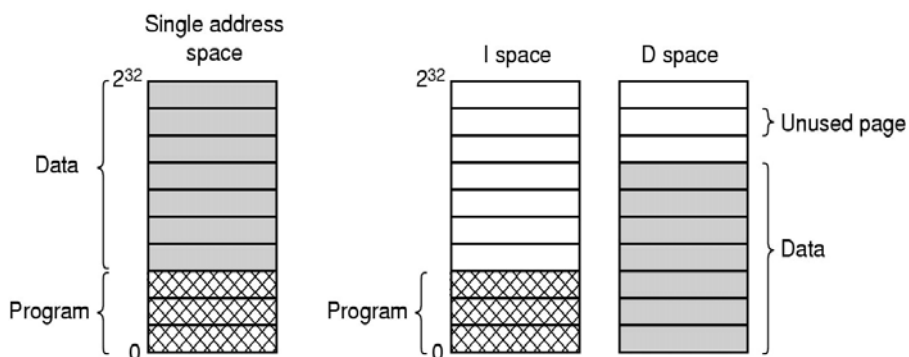 Single address
space
2³²
Data
Program
0
I space
D space
2³²
Unused page
Data
Program
0